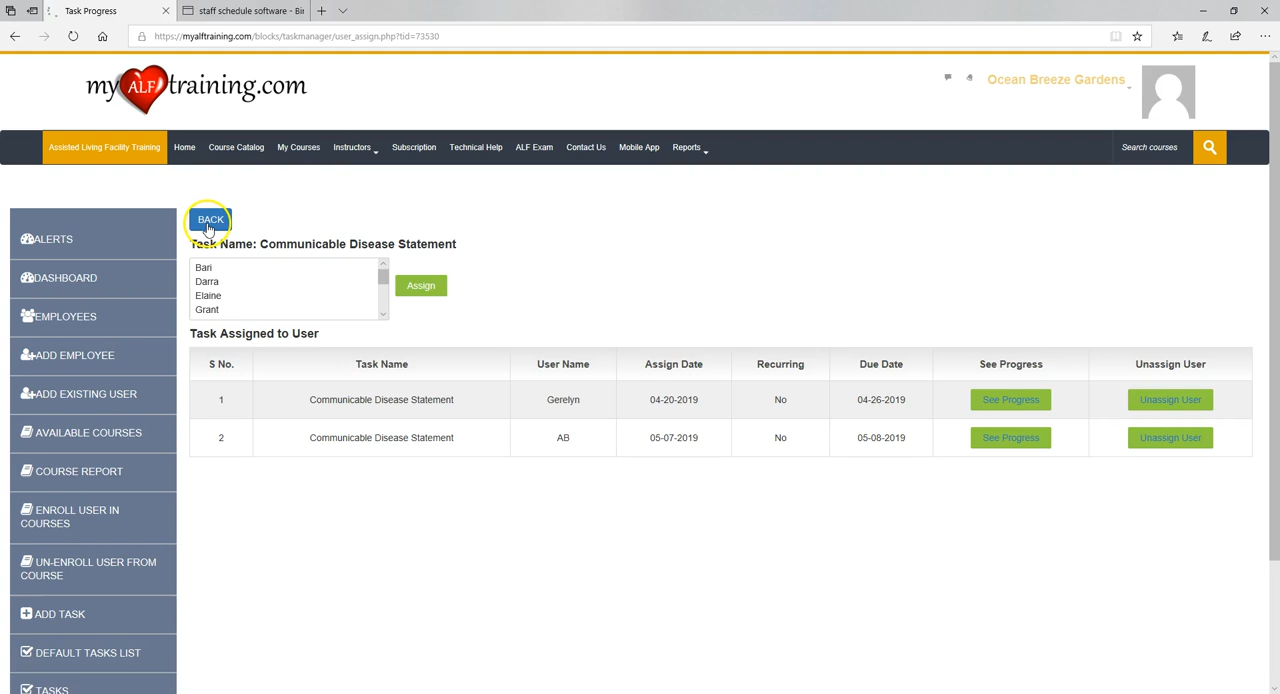 Task Progress
staff schedule software - Bin
https://myalftraining.com/blocks/taskmanager/user_assign.php?tid=73530
my ALF training.com
Ocean Breeze Gardens
Assisted Living Facility Training Home Course Catalog My Courses Instructors Subscription Technical Help ALF Exam Contact Us Mobile App Reports
Search courses
BACK
Task Name: Communicable Disease Statement
Bari
Darra
Elaine
Grant
Assign
Task Assigned to User
S No. Task Name User Name Assign Date Recurring Due Date See Progress Unassign User
1 Communicable Disease Statement Gerelyn 04-20-2019 No 04-26-2019 See Progress Unassign User
2 Communicable Disease Statement AB 05-07-2019 No 05-08-2019 See Progress Unassign User
ALERTS
DASHBOARD
EMPLOYEES
ADD EMPLOYEE
ADD EXISTING USER
AVAILABLE COURSES
COURSE REPORT
ENROLL USER IN
COURSES
UN-ENROLL USER FROM
COURSE
ADD TASK
DEFAULT TASKS LIST
TASKS